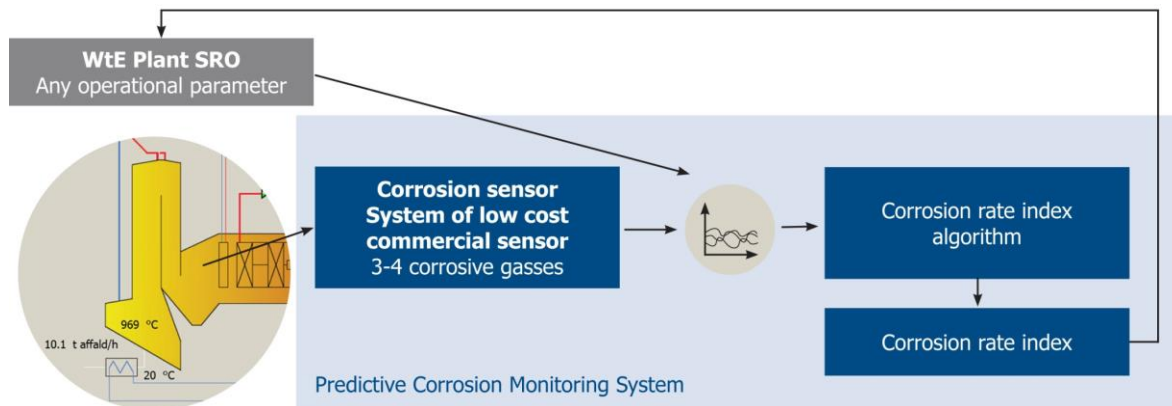 WtE Plant SRO
Any operational parameter
Corrosion sensor
System of low cost
commercial sensor
3-4 corrosive gasses
Corrosion rate index
algorithm
Corrosion rate index
969 °C
10.1 t affald/h
20 °C
Predictive Corrosion Monitoring System